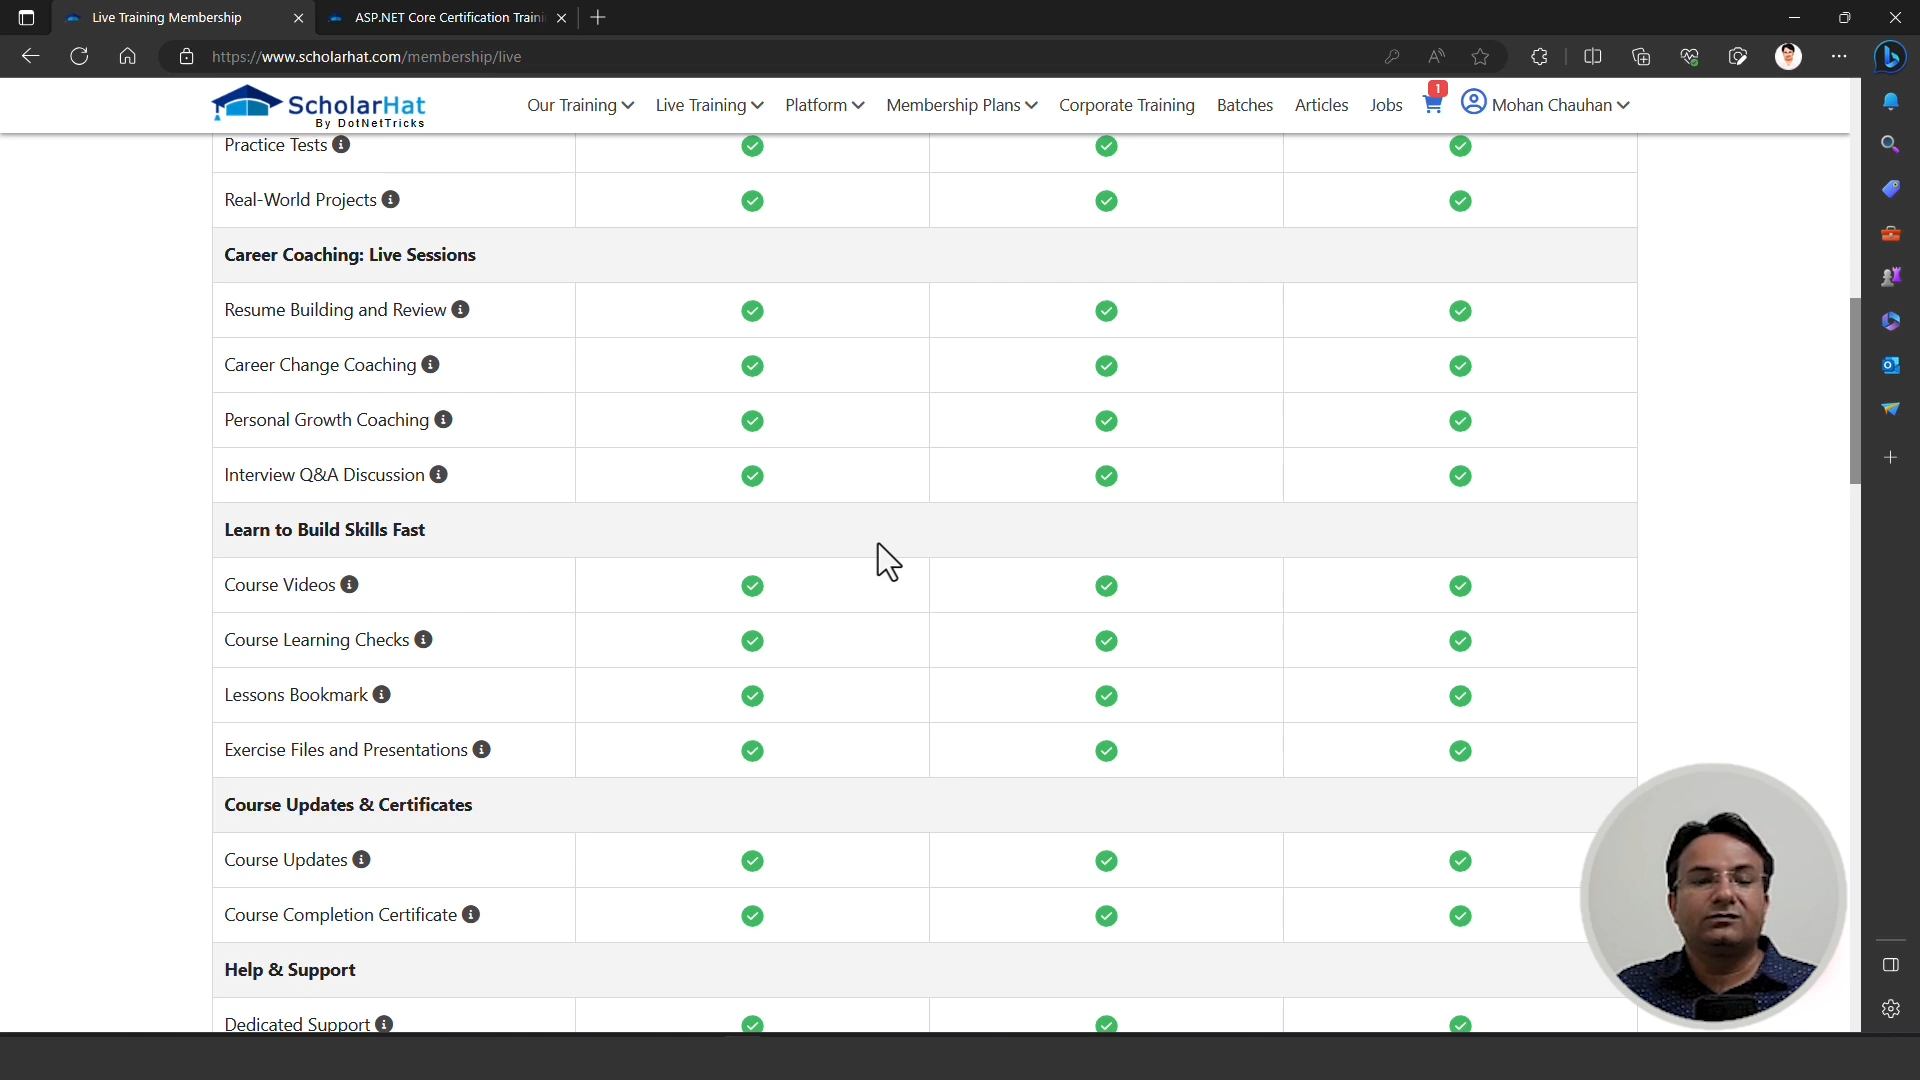 Live Training Membership
ASP.NET Core Certification Traini
https://www.scholarhat.com/membership/live
ScholarHat
By DotNetTricks
Our Training
Live Training
Platform
Membership Plans
Corporate Training
Batches
Articles
Jobs
1
Mohan Chauhan
Practice Tests
Real-World Projects
Career Coaching: Live Sessions
Resume Building and Review
Career Change Coaching
Personal Growth Coaching
Interview Q&A Discussion
Learn to Build Skills Fast
Course Videos
Course Learning Checks
Lessons Bookmark
Exercise Files and Presentations
Course Updates & Certificates
Course Updates
Course Completion Certificate
Help & Support
Dedicated Support